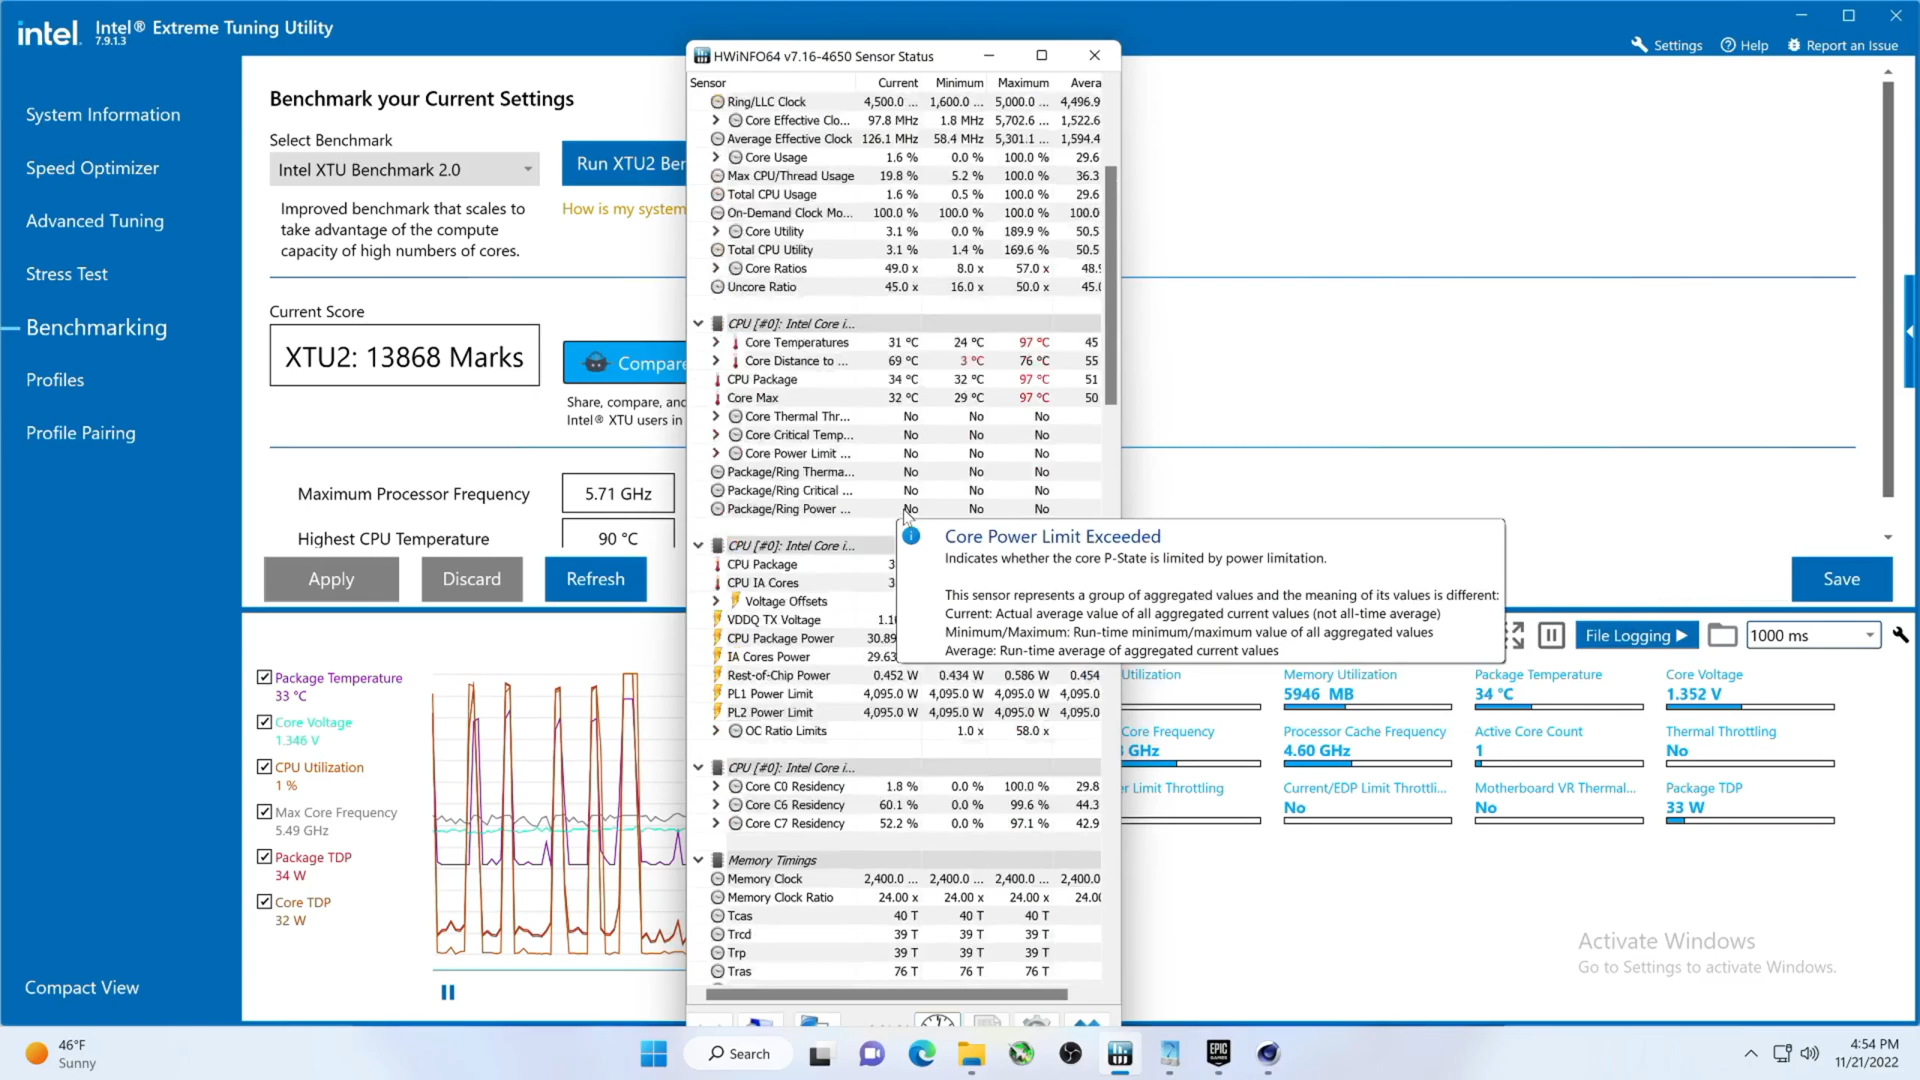 intel.
Intel® Extreme Tuning Utility
7.9.1.3
Settings
Help
Report an Issue
System Information
Speed Optimizer
Advanced Tuning
Stress Test
Benchmarking
Profiles
Profile Pairing
Compact View
Benchmark your Current Settings
Select Benchmark
Intel XTU Benchmark 2.0
Run XTU2 Ber
Improved benchmark that scales to
take advantage of the compute
capacity of high numbers of cores.
How is my system
Current Score
XTU2: 13868 Marks
Compare
Share, compare, and
Intel® XTU users in
Maximum Processor Frequency 5.71 GHz
Highest CPU Temperature 90 °C
Apply
Discard
Refresh
Save
HWiNFO64 v7.16-4650 Sensor Status
Sensor Current Minimum Maximum Avera
Ring/LLC Clock 4,500.0 ... 1,600.0 ... 5,000.0 ... 4,496.9
Core Effective Clo... 97.8 MHz 1.8 MHz 5,702.6 ... 1,522.6
Average Effective Clock 126.1 MHz 58.4 MHz 5,301.1 ... 1,594.4
Core Usage 1.6 % 0.0 % 100.0 % 29.6
Max CPU/Thread Usage 19.8 % 5.2 % 100.0 % 36.3
Total CPU Usage 1.6 % 0.5 % 100.0 % 29.6
On-Demand Clock Mo... 100.0 % 100.0 % 100.0 % 100.0
Core Utility 3.1 % 0.0 % 189.9 % 50.5
Total CPU Utility 3.1 % 1.4 % 169.6 % 50.5
Core Ratios 49.0 x 8.0 x 57.0 x 48.9
Uncore Ratio 45.0 x 16.0 x 50.0 x 45.0
CPU [#0]: Intel Core i...
Core Temperatures 31 °C 24 °C 97 °C 45
Core Distance to ... 69 °C 3 °C 76 °C 55
CPU Package 34 °C 32 °C 97 °C 51
Core Max 32 °C 29 °C 97 °C 50
Core Thermal Thr... No No No
Core Critical Temp... No No No
Core Power Limit ... No No No
Package/Ring Therma... No No No
Package/Ring Critical ... No No No
Package/Ring Power ... No No No
CPU [#0]: Intel Core i...
CPU Package 3
CPU IA Cores 3
Voltage Offsets
VDDQ TX Voltage 1.1
CPU Package Power 30.89
IA Cores Power 29.63
Rest-of-Chip Power 0.452 W 0.434 W 0.586 W 0.454
PL1 Power Limit 4,095.0 W 4,095.0 W 4,095.0 W 4,095.0
PL2 Power Limit 4,095.0 W 4,095.0 W 4,095.0 W 4,095.0
OC Ratio Limits 1.0 x 58.0 x
CPU [#0]: Intel Core i...
Core C0 Residency 1.8 % 0.0 % 100.0 % 29.8
Core C6 Residency 60.1 % 0.0 % 99.6 % 44.3
Core C7 Residency 52.2 % 0.0 % 97.1 % 42.9
Memory Timings
Memory Clock 2,400.0 ... 2,400.0 ... 2,400.0 ... 2,400.0
Memory Clock Ratio 24.00 x 24.00 x 24.00 x 24.00
Tcas 40 T 40 T 40 T
Trcd 39 T 39 T 39 T
Trp 39 T 39 T 39 T
Tras 76 T 76 T 76 T
Core Power Limit Exceeded
Indicates whether the core P-State is limited by power limitation.
This sensor represents a group of aggregated values and the meaning of its values is different:
Current: Actual average value of all aggregated current values (not all-time average)
Minimum/Maximum: Run-time minimum/maximum value of all aggregated values
Average: Run-time average of aggregated current values
File Logging
1000 ms
Package Temperature
33 °C
Core Voltage
1.346 V
CPU Utilization
1 %
Max Core Frequency
5.49 GHz
Package TDP
34 W
Core TDP
32 W
Utilization
Memory Utilization
5946 MB
Package Temperature
34 °C
Core Voltage
1.352 V
Core Frequency
GHz
Processor Cache Frequency
4.60 GHz
Active Core Count
1
Thermal Throttling
No
r Limit Throttling
Current/EDP Limit Throttli...
No
Motherboard VR Thermal...
No
Package TDP
33 W
Activate Windows
Go to Settings to activate Windows.
46°F
Sunny
Search
EPIC
GAMES
4:54 PM
11/21/2022